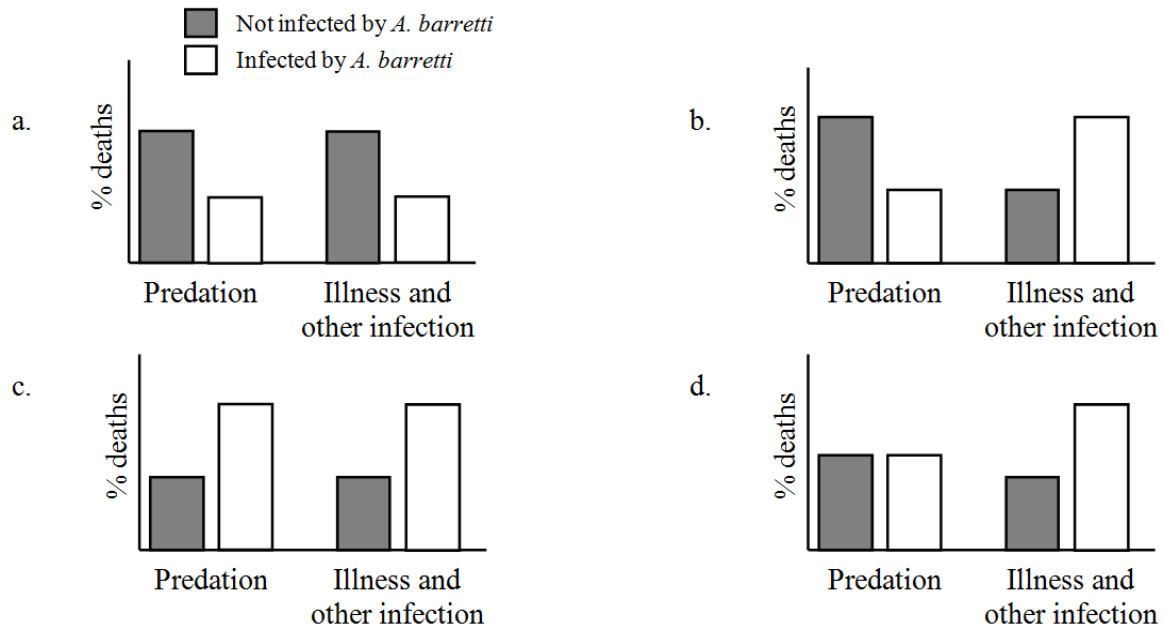 Not infected by A. barretti
Infected by A. barretti
a.
% deaths
Predation
Illness and
other infection
b.
% deaths
Predation
Illness and
other infection
c.
% deaths
Predation
Illness and
other infection
d.
% deaths
Predation
Illness and
other infection